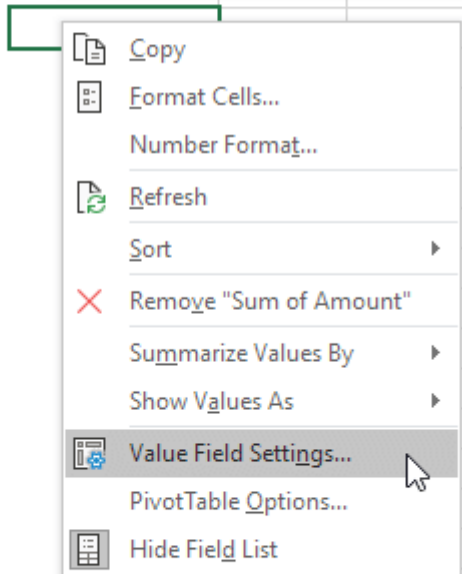 Copy
Format Cells...
Number Format...
Refresh
Sort
Remove "Sum of Amount"
Summarize Values By
Show Values As
Value Field Settings...
PivotTable Options...
Hide Field List